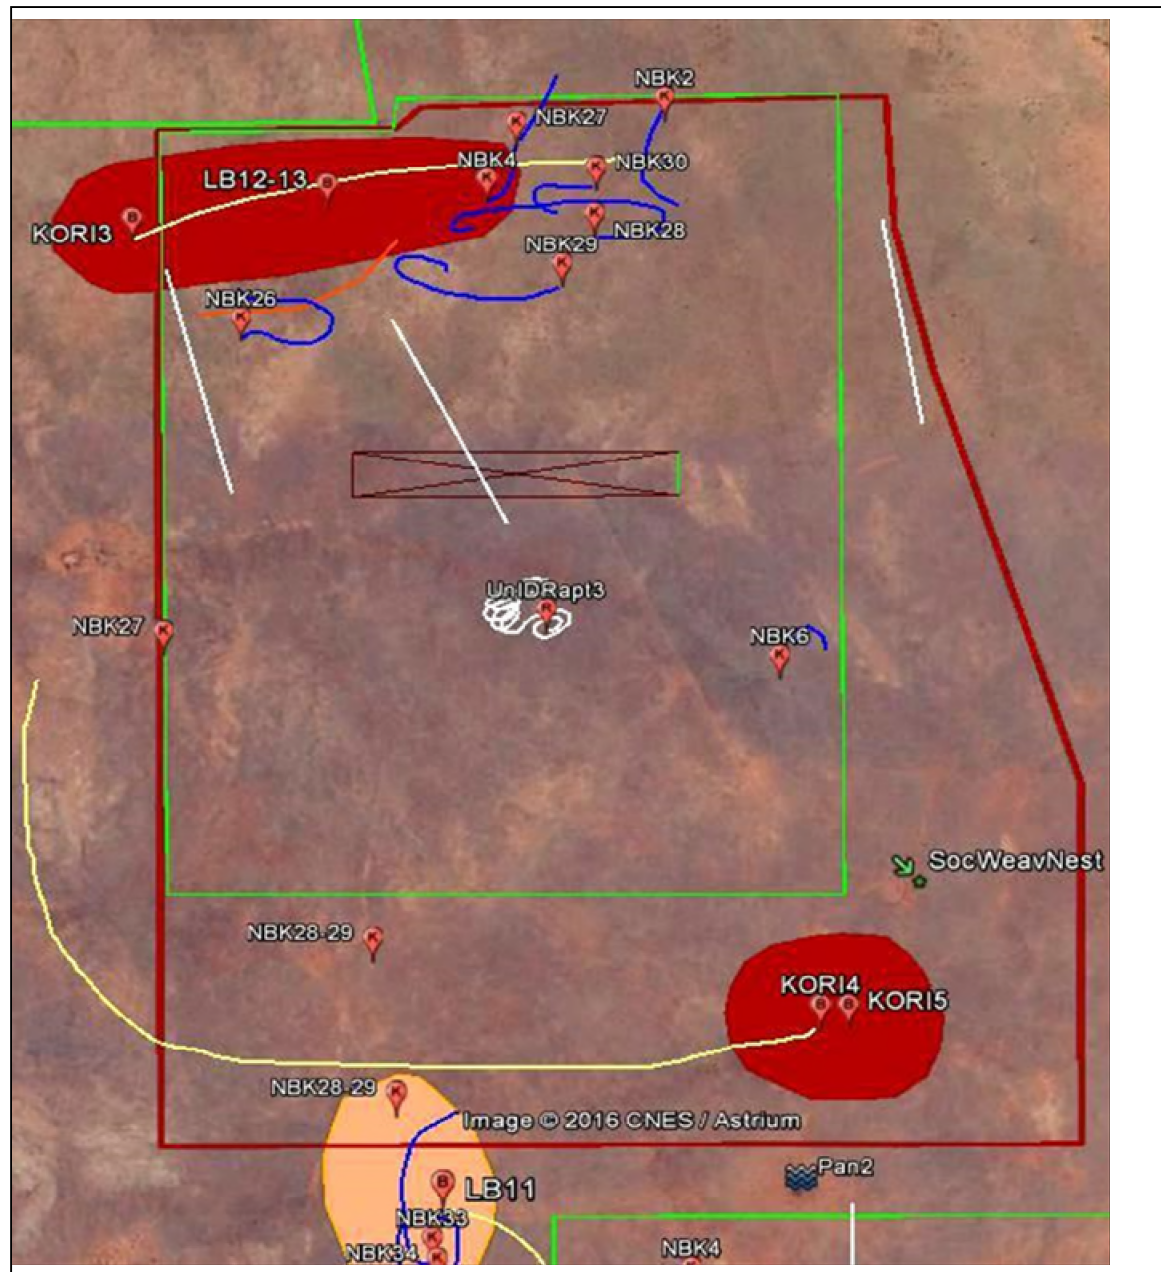 NBK2
NBK27
NBK4
NBK30
LB12-13
KORI3
NBK28
NBK29
NBK26
UnIDRapt3
NBK27
NBK6
SocWeavNest
NBK28-29
KORI4
KORI5
NBK28-29
Image © 2016 CNES / Astrium
Pan2
LB11
NBK33
NBK34
NBK4